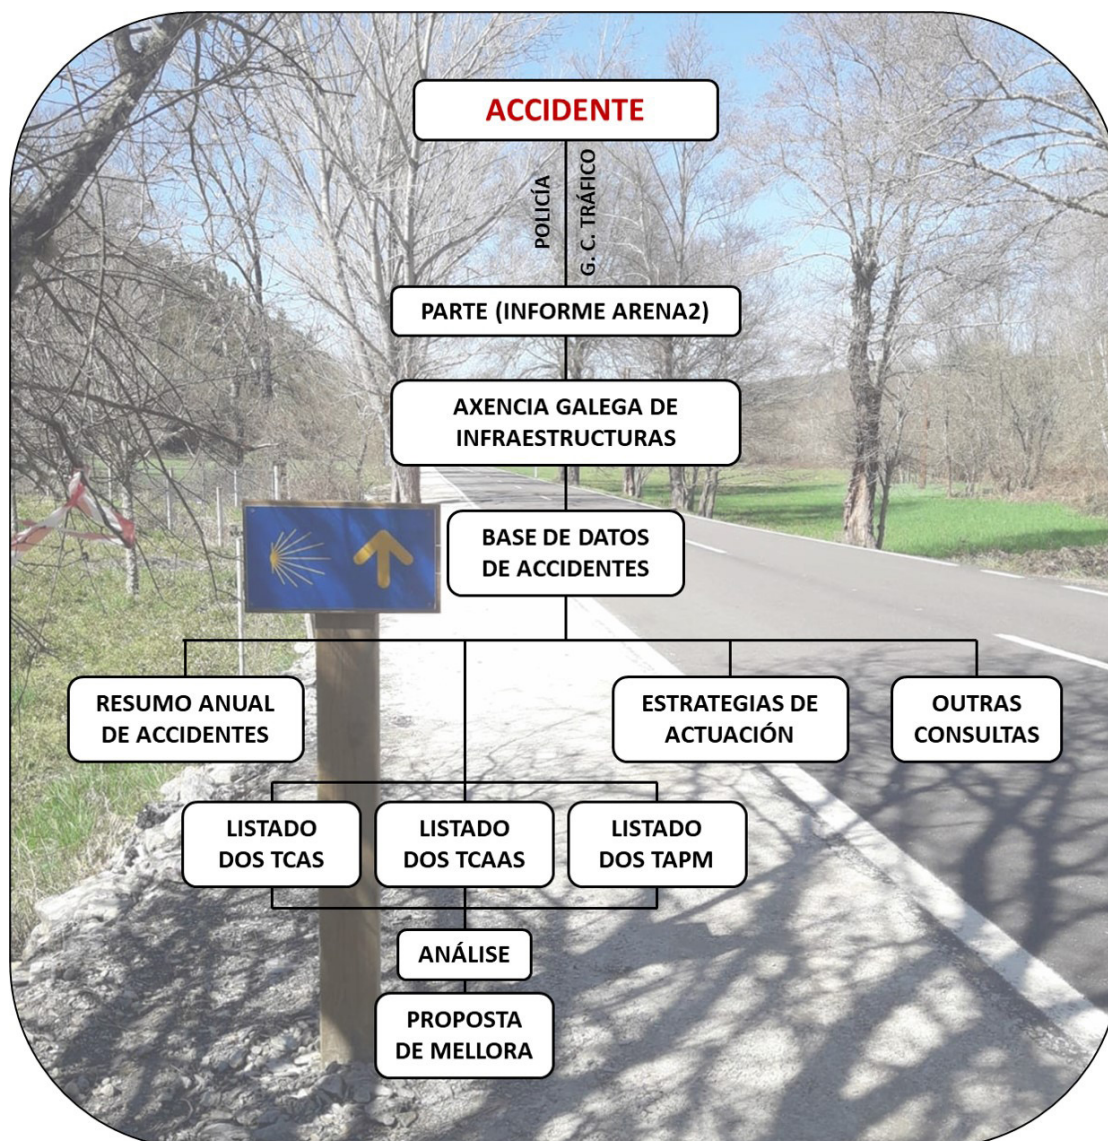 ACCIDENTE
POLICÍA
G. C. TRÁFICO
PARTE (INFORME ARENA2)
AXENCIA GALEGA DE
INFRAESTRUCTURAS
BASE DE DATOS
DE ACCIDENTES
RESUMO ANUAL
DE ACCIDENTES
ESTRATEGIAS DE
ACTUACIÓN
OUTRAS
CONSULTAS
LISTADO
DOS TCAS
LISTADO
DOS TCAAS
LISTADO
DOS TAPM
ANÁLISE
PROPOSTA
DE MELLORA